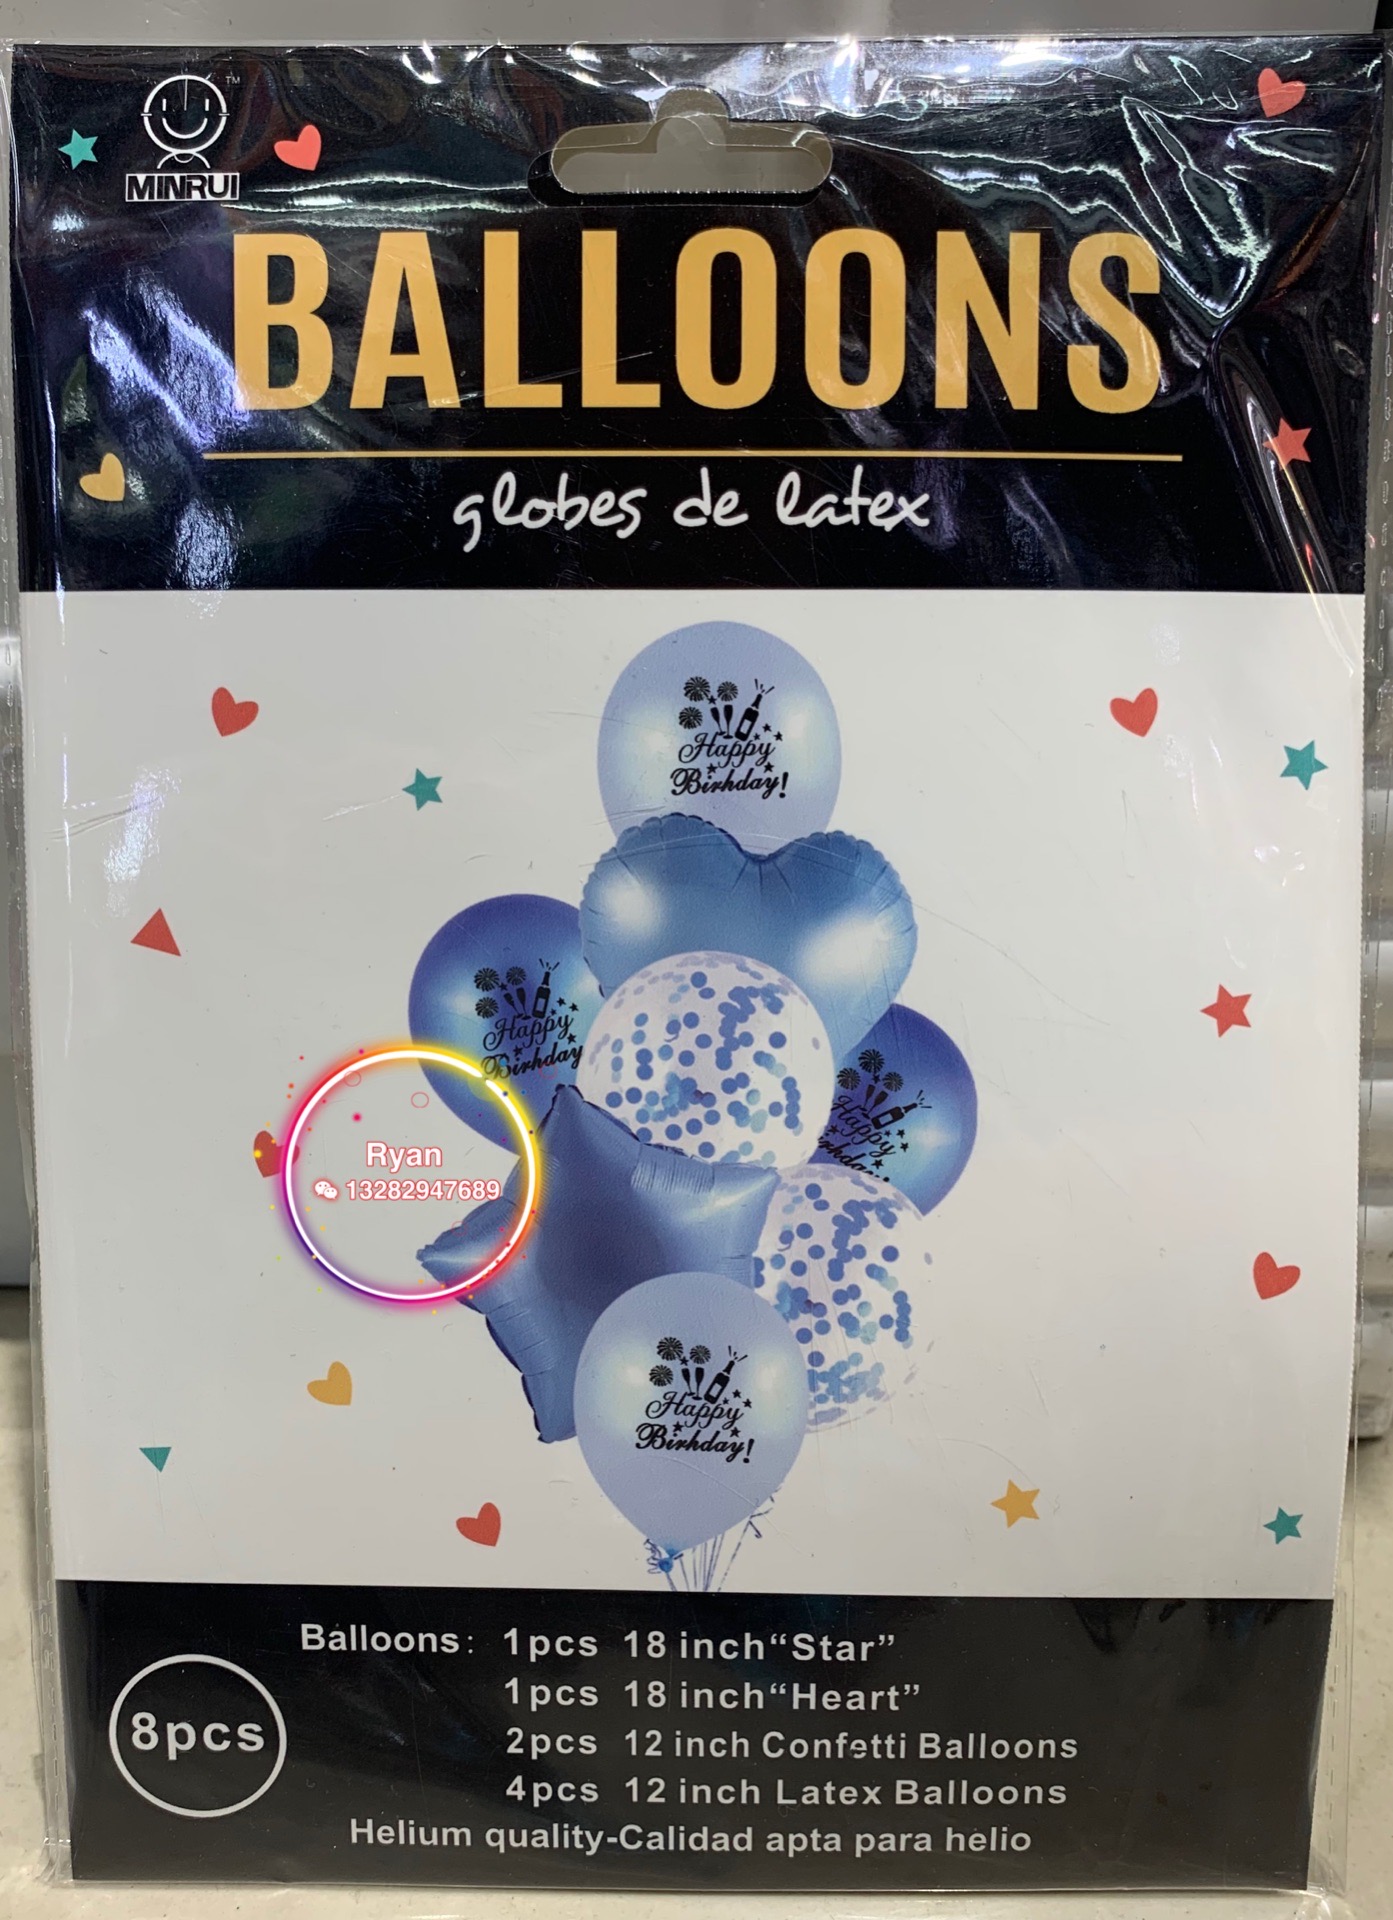 TM
MINRUI
BALLOONS
globes de latex
Happy
Birhday!
Happy
Birhday
Happy
Ryan
13282947689
Happy
Birhday!
8pcs
Balloons: 1pcs 18 inch“Star”
1pcs 18 inch“Heart”
2pcs 12 inch Confetti Balloons
4pcs 12 inch Latex Balloons
Helium quality-Calidad apta para helio